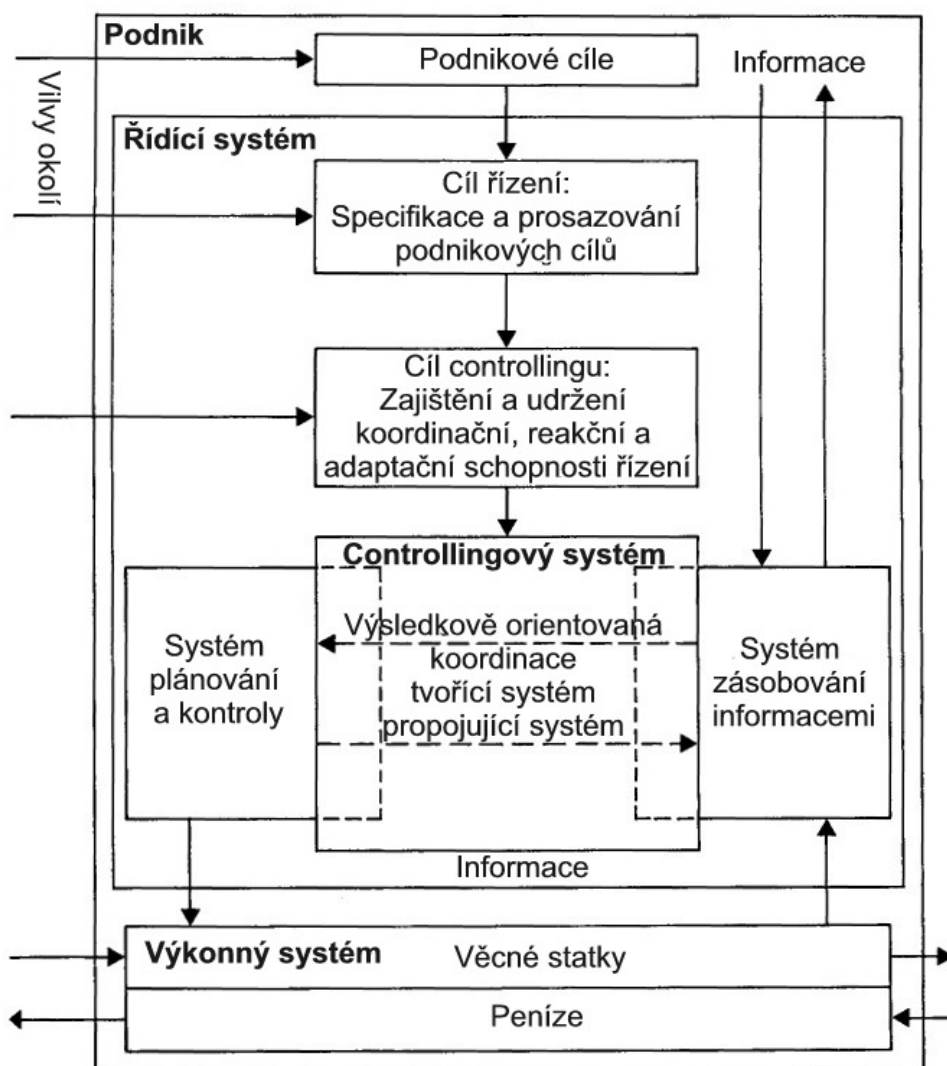 Podnik
Podnikové cíle
Informace
Vilvy okolí
Řídící systém
Cíl řízení:
Specifikace a prosazování
podnikových cílů
Cíl controllingu:
Zajištění a udržení
koordinační, reakční a
adaptační schopnosti řízení
Controllingový systém
Systém
plánování
a kontroly
Výsledkově orientovaná
koordinace
tvořící systém
propojující systém
Systém
zásobování
informacemi
Informace
Výkonný systém
Věcné statky
Peníze